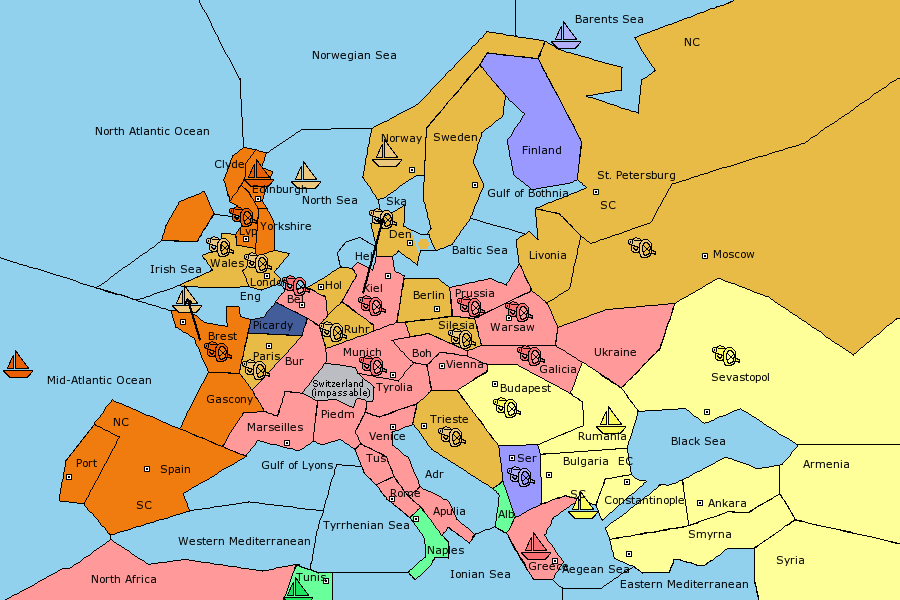 Barents Sea
NC
Norwegian Sea
North Atlantic Ocean
Norway
Sweden
Finland
Clyde
Edinburgh
North Sea
Gulf of Bothnia
St. Petersburg
SC
Ska
Yorkshire
Lvp
Den
Livonia
Moscow
Baltic Sea
Hel
Irish Sea
Wales
London
Kiel
Hol
Bel
Eng
Berlin
Prussia
Picardy
Ruhr
Silesia
Warsaw
Brest
Paris
Munich
Boh
Ukraine
Bur
Vienna
Galicia
Mid-Atlantic Ocean
Switzerland
(impassable)
Tyrolia
Budapest
Sevastopol
Gascony
Piedm
Trieste
NC
Marseilles
Venice
Rumania
Black Sea
Port
Spain
Gulf of Lyons
Tus
Ser
Bulgaria
EC
Armenia
Adr
SC
Rome
SC
Constantinople
Ankara
Apulia
Alb
Tyrrhenian Sea
Smyrna
Western Mediterranean
Naples
Syria
North Africa
Tunis
Ionian Sea
Greece
Aegean Sea
Eastern Mediterranean